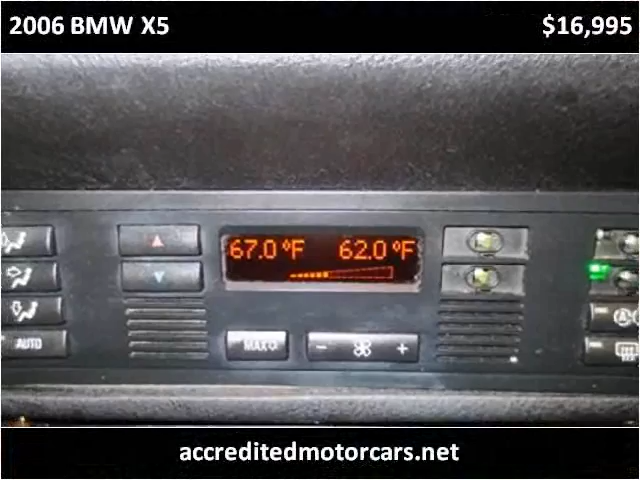 2006 BMW X5 $16,995
67.0 °F 62.0 °F
MAX
− +
AUTO
accreditedmotorcars.net